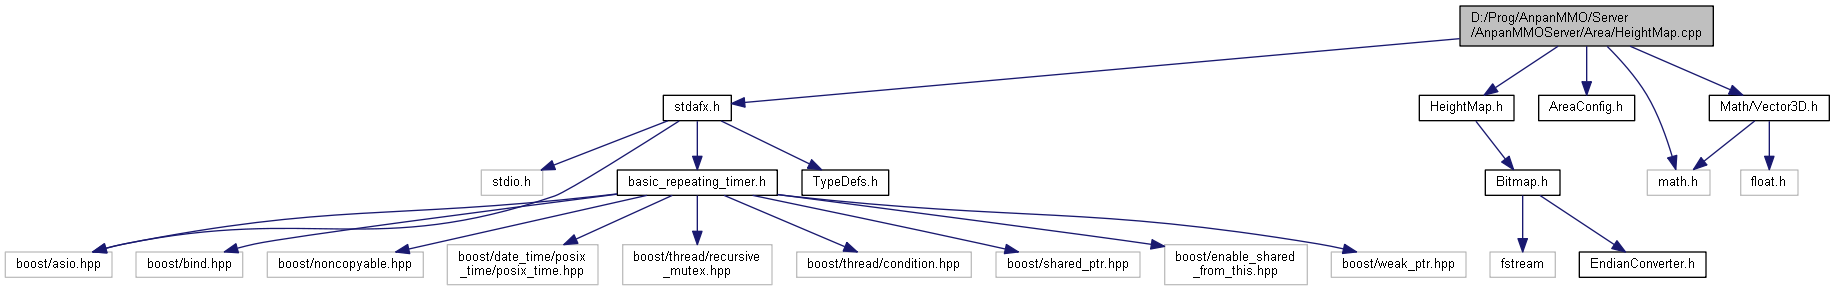 D:/Prog/AnpanMMO/Server
/AnpanMMOServer/Area/HeightMap.cpp
stdafx.h
HeightMap.h
AreaConfig.h
Math/Vector3D.h
stdio.h
basic_repeating_timer.h
TypeDefs.h
Bitmap.h
math.h
float.h
boost/asio.hpp
boost/bind.hpp
boost/noncopyable.hpp
boost/date_time/posix
_time/posix_time.hpp
boost/thread/recursive
_mutex.hpp
boost/thread/condition.hpp
boost/shared_ptr.hpp
boost/enable_shared
_from_this.hpp
boost/weak_ptr.hpp
fstream
EndianConverter.h